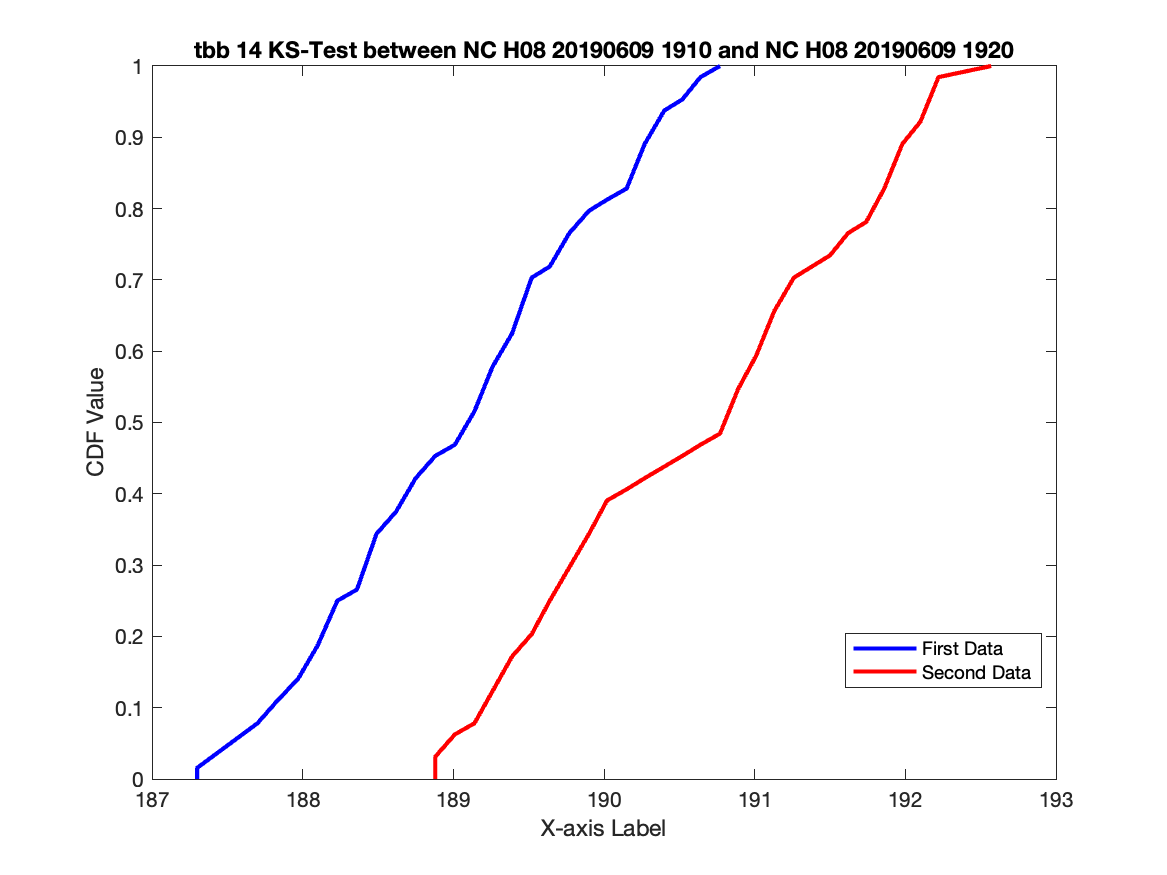 tbb 14 KS-Test between NC H08 20190609 1910 and NC H08 20190609 1920
1
0.9
0.8
0.7
0.6
0.5
0.4
0.3
0.2
0.1
0
CDF Value
First Data
Second Data
187 188 189 190 191 192 193
X-axis Label